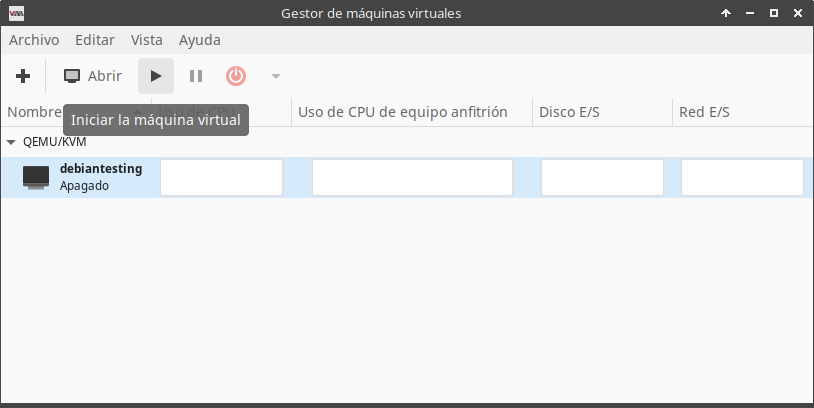 Gestor de máquinas virtuales
Archivo Editar Vista Ayuda
Abrir
Nombre Uso de CPU Uso de CPU de equipo anfitrión Disco E/S Red E/S
Iniciar la máquina virtual
QEMU/KVM
debiantesting
Apagado